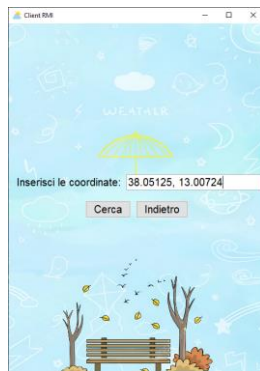 Client RMI
WEATHER
Inserisci le coordinate: 38.05125, 13.00724
Cerca Indietro